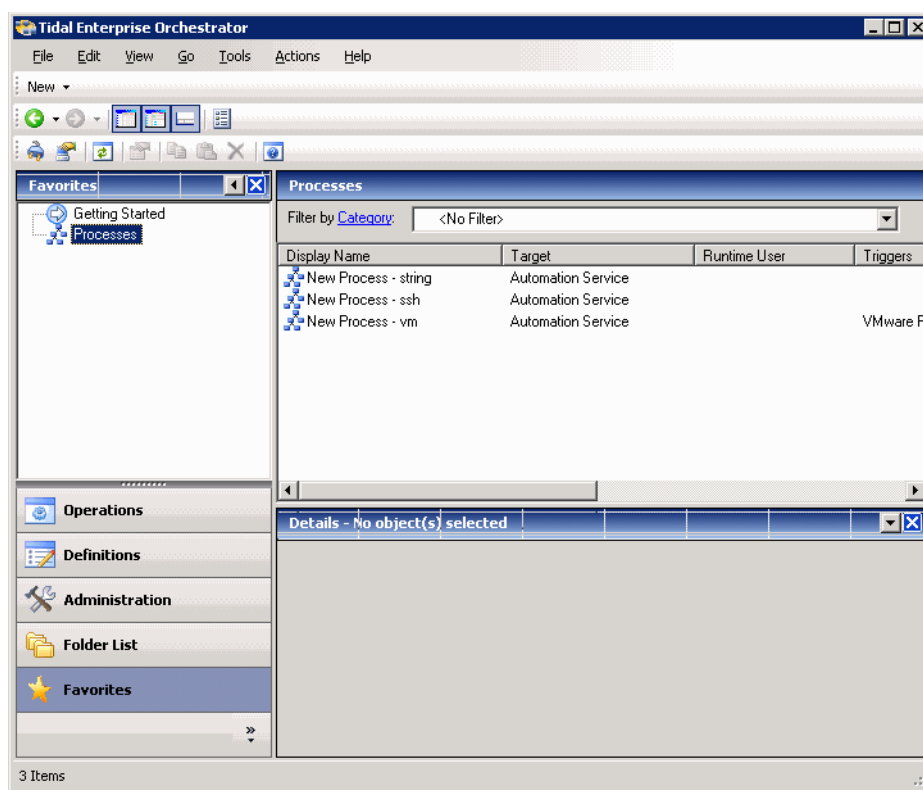 Tidal Enterprise Orchestrator
File Edit View Go Tools Actions Help
New
Favorites
Getting Started
Processes
Processes
Filter by Category: <No Filter>
Display Name Target Runtime User Triggers
New Process - string Automation Service
New Process - ssh Automation Service
New Process - vm Automation Service VMware F
Details - No object(s) selected
Operations
Definitions
Administration
Folder List
Favorites
3 Items